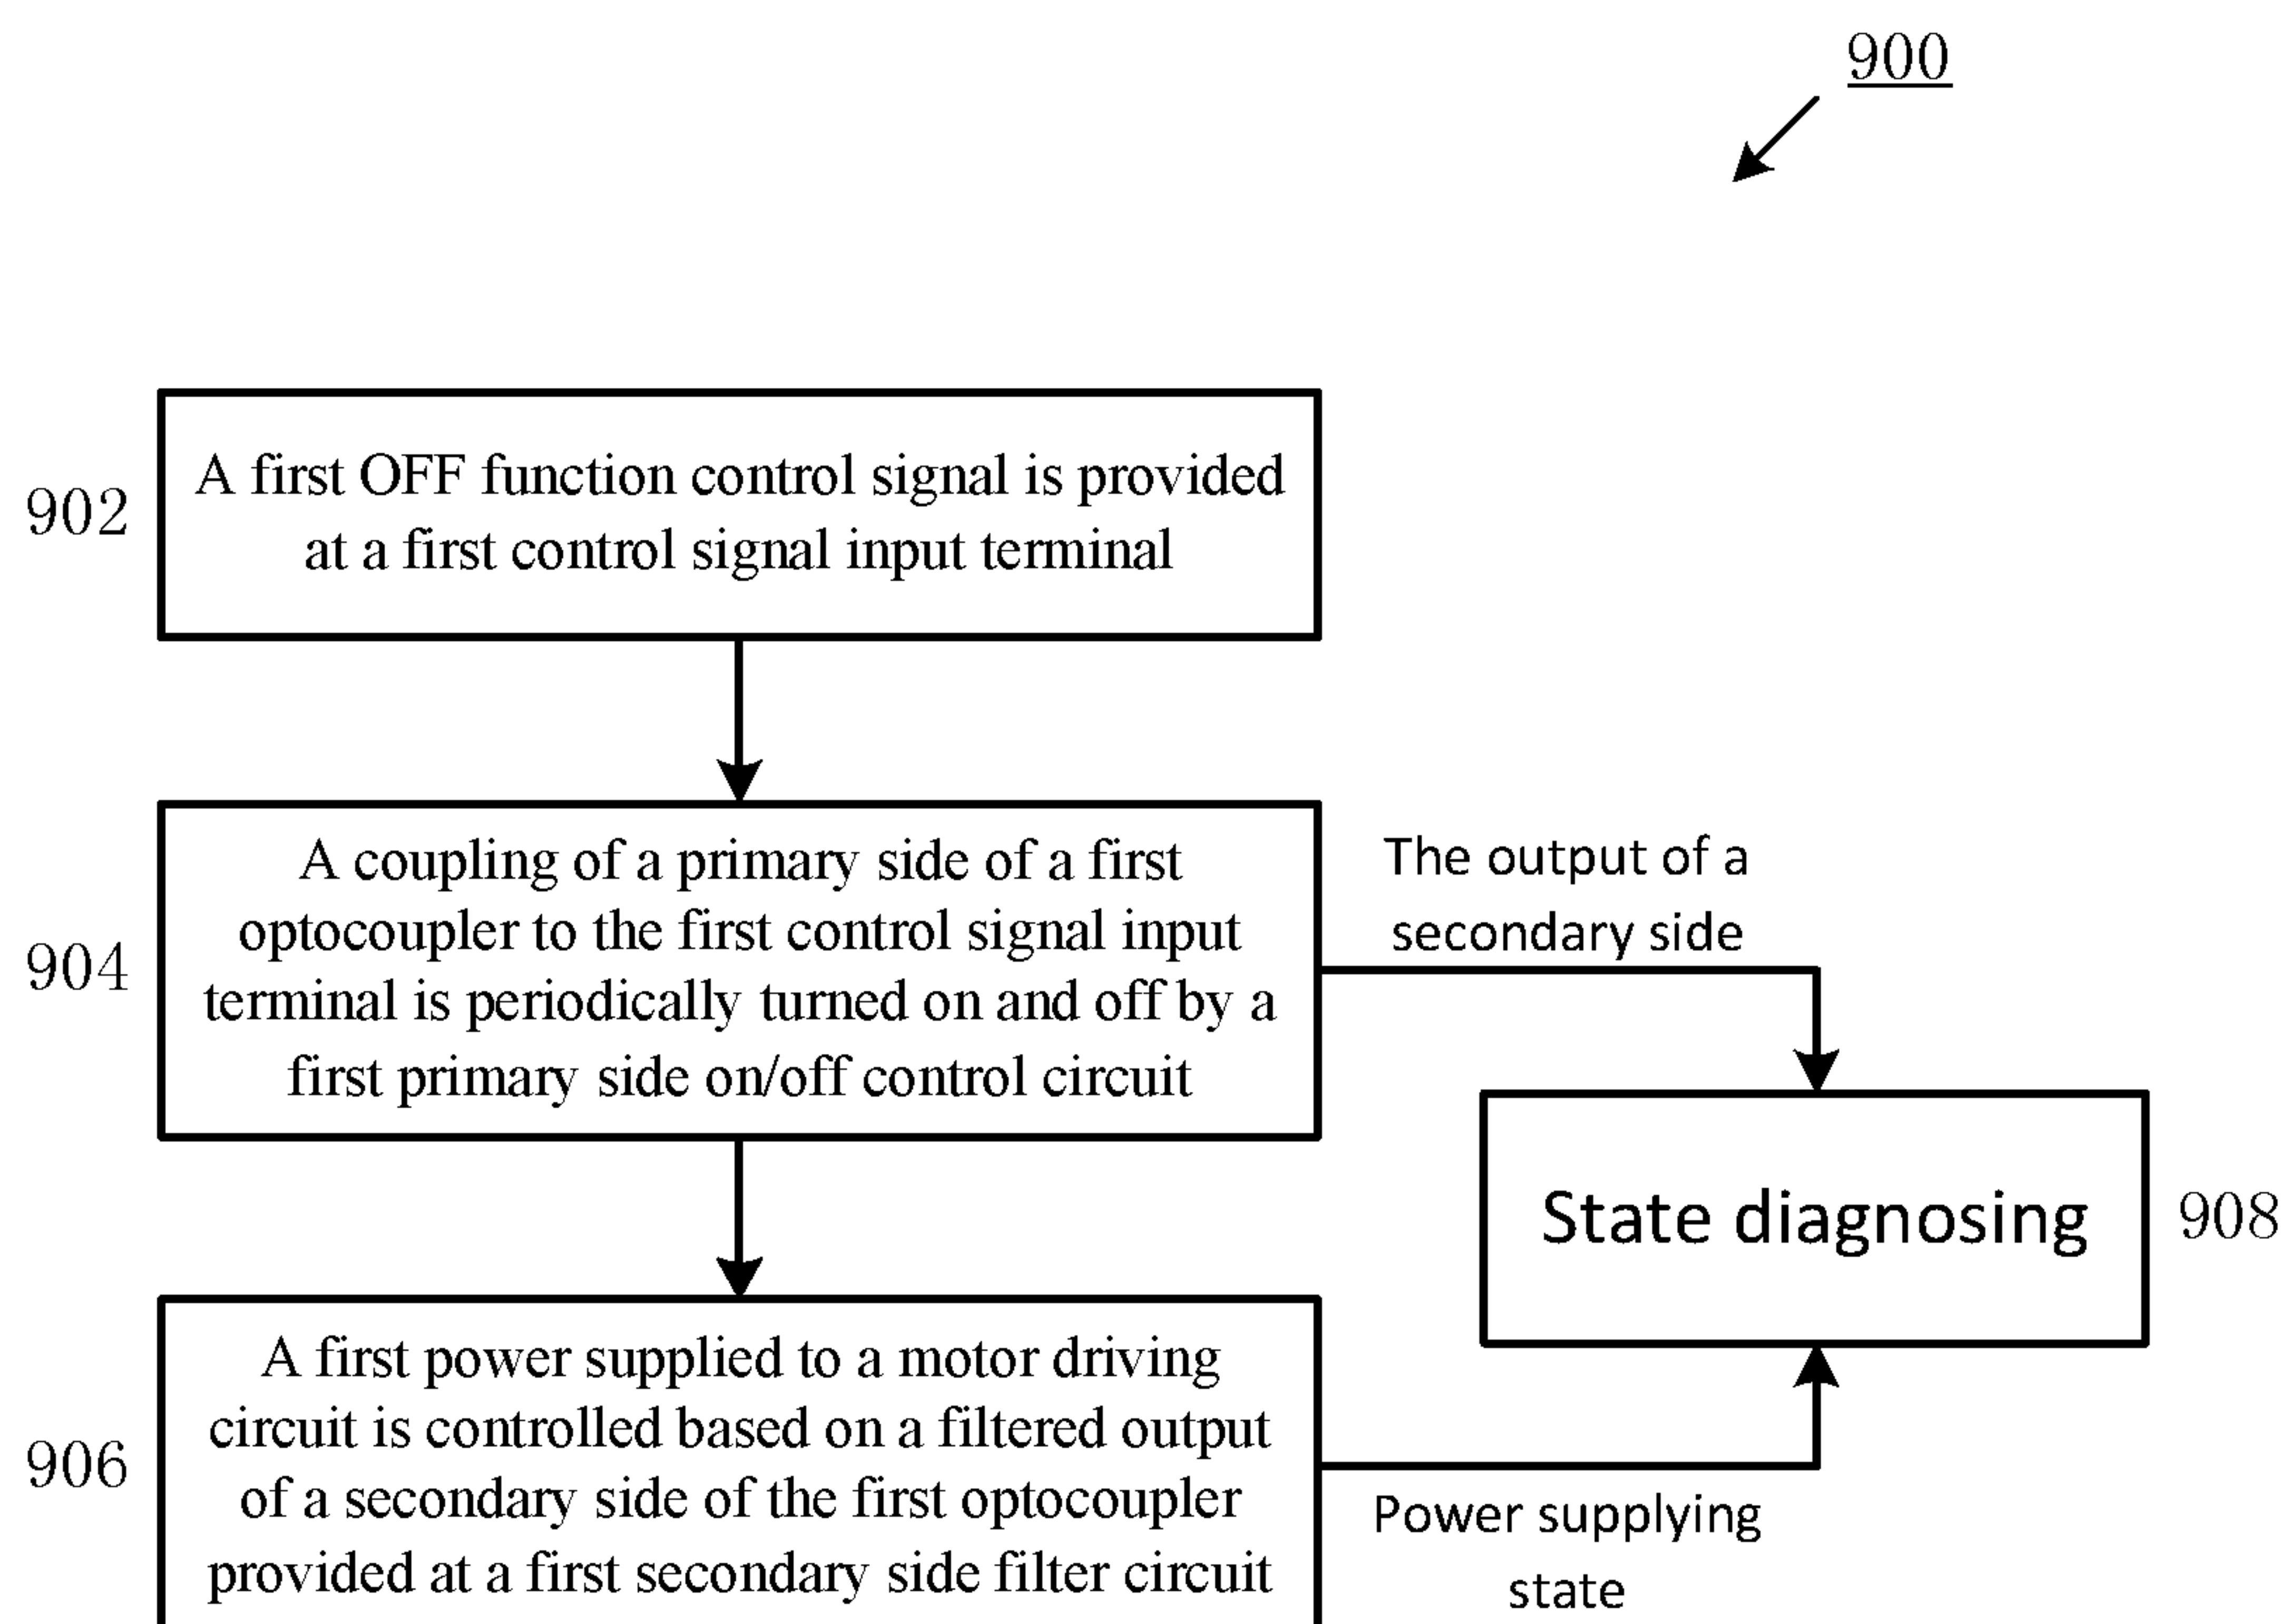 900
902
A first OFF function control signal is provided
at a first control signal input terminal
904
A coupling of a primary side of a first
optocoupler to the first control signal input
terminal is periodically turned on and off by a
first primary side on/off control circuit
The output of a
secondary side
State diagnosing
908
906
A first power supplied to a motor driving
circuit is controlled based on a filtered output
of a secondary side of the first optocoupler
provided at a first secondary side filter circuit
Power supplying
state